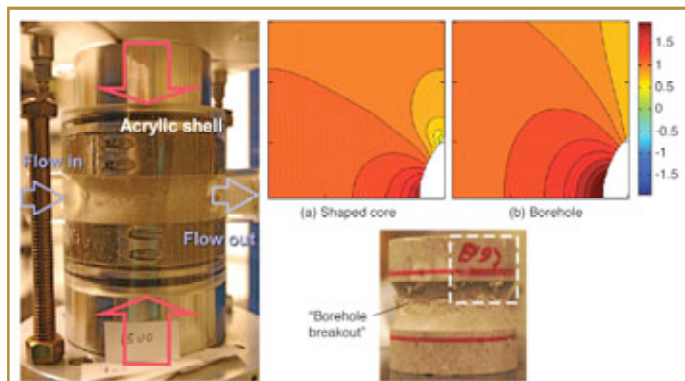 Acrylic shell
Flow in
Flow out
1500
1.5
1
0.5
0
-0.5
-1
-1.5
(a) Shaped core
(b) Borehole
"Borehole
breakout"